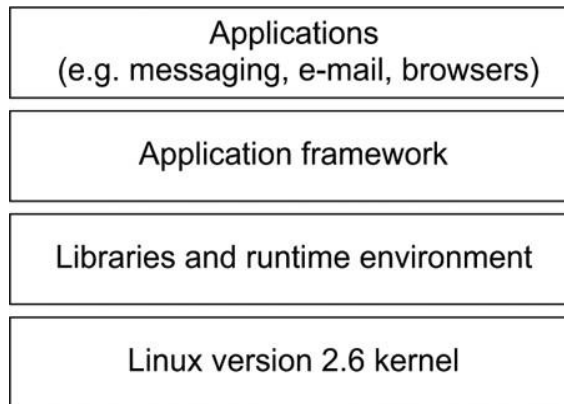 Applications
(e.g. messaging, e-mail, browsers)
Application framework
Libraries and runtime environment
Linux version 2.6 kernel